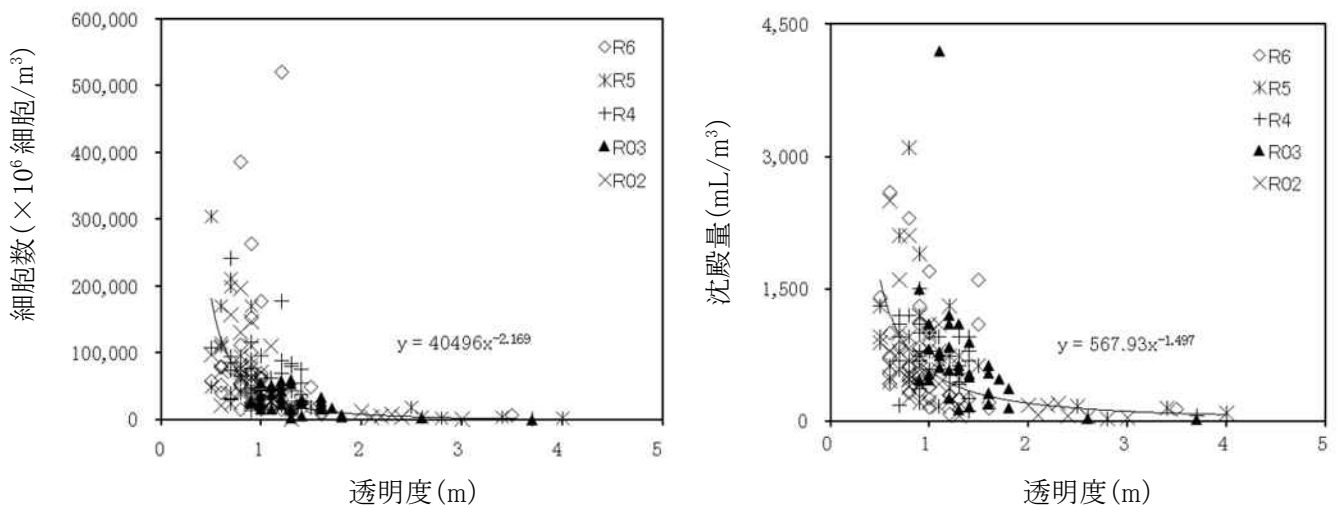 600,000
500,000
400,000
300,000
200,000
100,000
0
細胞数(×10⁶細胞/m³)
◇R6
R5
+R4
▲R03
×R02
y = 40496x⁻²·¹⁶⁹
0 1 2 3 4 5
透明度(m)
4,500
3,000
1,500
0
沈殿量(mL/m³)
◇R6
R5
+R4
▲R03
×R02
y = 567.93x⁻¹·⁴⁹⁷
0 1 2 3 4 5
透明度(m)